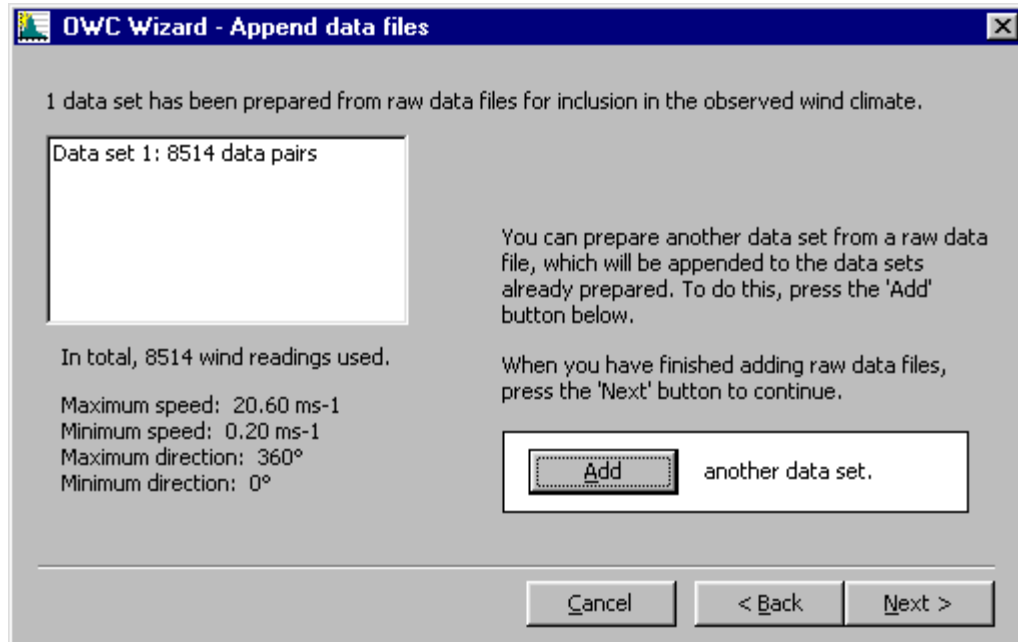 OWC Wizard - Append data files
1 data set has been prepared from raw data files for inclusion in the observed wind climate.
Data set 1: 8514 data pairs
You can prepare another data set from a raw data
file, which will be appended to the data sets
already prepared. To do this, press the 'Add'
button below.
In total, 8514 wind readings used.
When you have finished adding raw data files,
press the 'Next' button to continue.
Maximum speed: 20.60 ms-1
Minimum speed: 0.20 ms-1
Maximum direction: 360°
Minimum direction: 0°
Add another data set.
Cancel < Back Next >